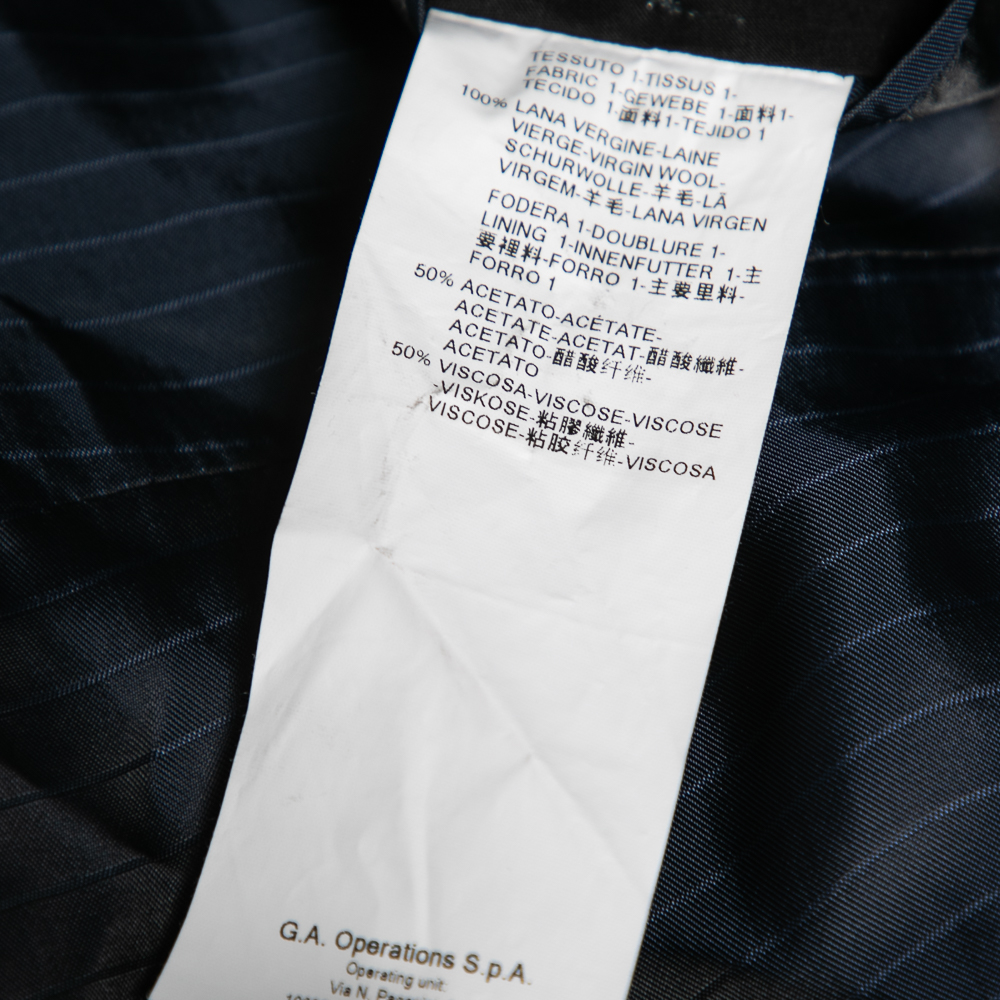 TESSUTO 1-TISSUS 1-
FABRIC 1-GEWEBE 1-面料1-
TECIDO 1-面料1-TEJIDO 1
100% LANA VERGINE-LAINE
VIERGE-VIRGIN WOOL-
SCHURWOLLE-羊毛-LÃ
VIRGEM-羊毛-LANA VIRGEN
FODERA 1-DOUBLURE 1-
LINING 1-INNENFUTTER 1-主
要裡料-FORRO 1-主要里料-
FORRO 1
50% ACETATO-ACÉTATE-
ACETATE-ACETAT-醋酸纖維-
ACETATO-醋酸纤维-
ACETATO
50% VISCOSA-VISCOSE-VISCOSE
-VISKOSE-粘膠纖維-
VISCOSE-粘胶纤维-VISCOSA
G.A. Operations S.p.A.
Operating unit:
Via N.